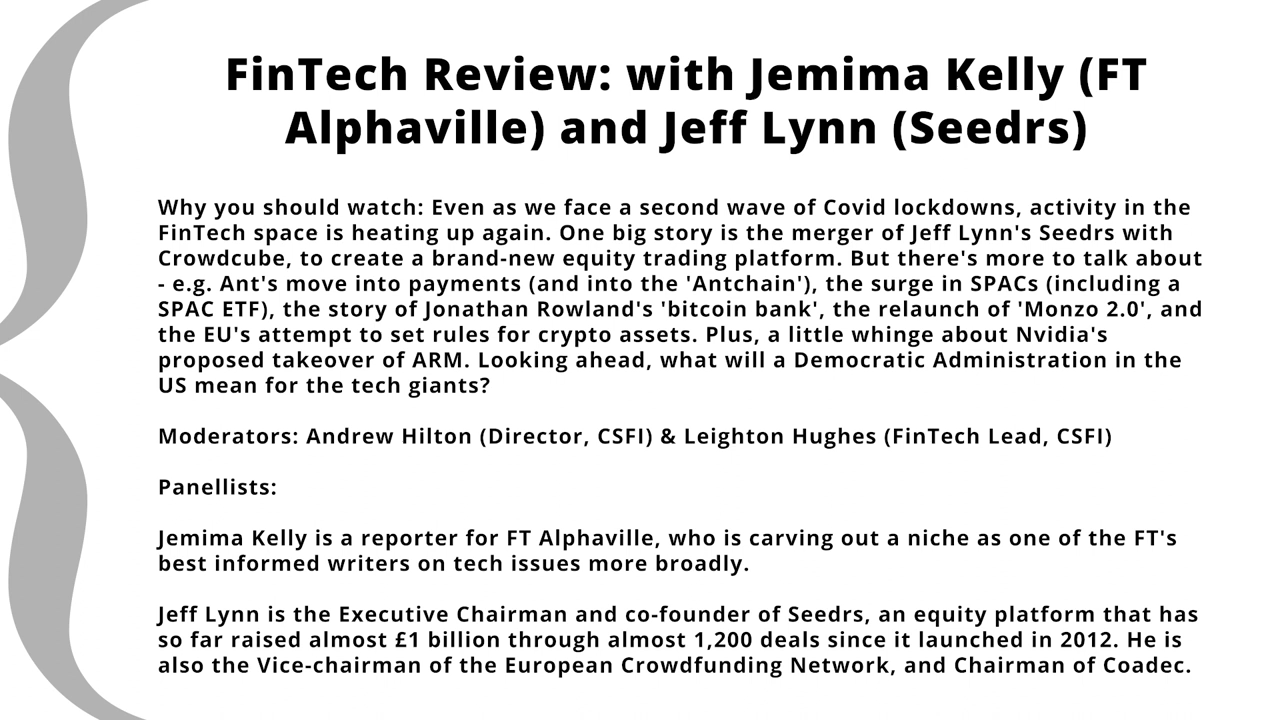 FinTech Review: with Jemima Kelly (FT
Alphaville) and Jeff Lynn (Seedrs)
Why you should watch: Even as we face a second wave of Covid lockdowns, activity in the
FinTech space is heating up again. One big story is the merger of Jeff Lynn's Seedrs with
Crowdcube, to create a brand-new equity trading platform. But there's more to talk about
- e.g. Ant's move into payments (and into the 'Antchain'), the surge in SPACs (including a
SPAC ETF), the story of Jonathan Rowland's 'bitcoin bank', the relaunch of 'Monzo 2.0', and
the EU's attempt to set rules for crypto assets. Plus, a little whinge about Nvidia's
proposed takeover of ARM. Looking ahead, what will a Democratic Administration in the
US mean for the tech giants?
Moderators: Andrew Hilton (Director, CSFI) & Leighton Hughes (FinTech Lead, CSFI)
Panellists:
Jemima Kelly is a reporter for FT Alphaville, who is carving out a niche as one of the FT's
best informed writers on tech issues more broadly.
Jeff Lynn is the Executive Chairman and co-founder of Seedrs, an equity platform that has
so far raised almost £1 billion through almost 1,200 deals since it launched in 2012. He is
also the Vice-chairman of the European Crowdfunding Network, and Chairman of Coadec.